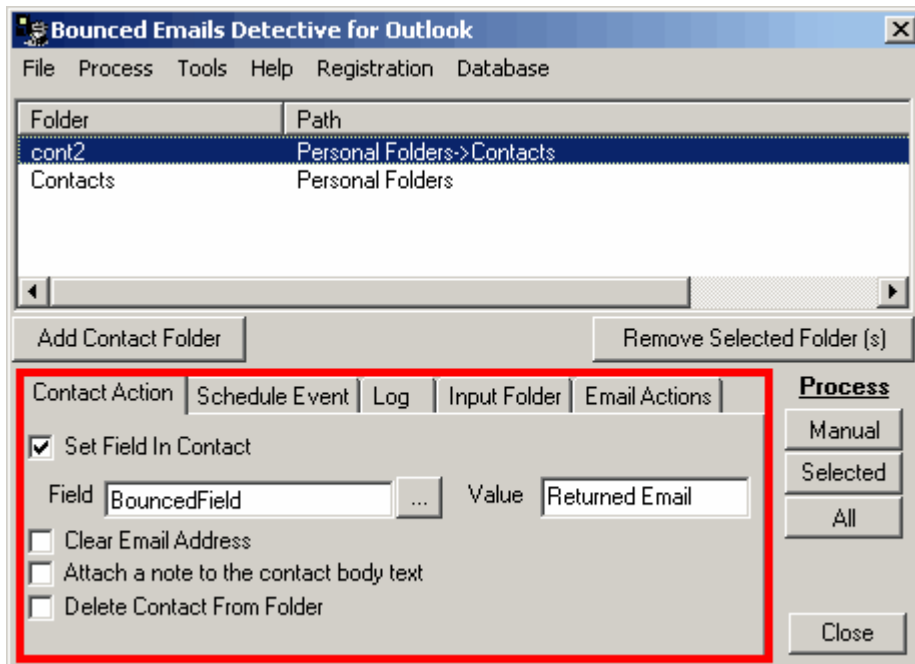 Bounced Emails Detective for Outlook
File Process Tools Help Registration Database
Folder Path
cont2 Personal Folders->Contacts
Contacts Personal Folders
Add Contact Folder Remove Selected Folder (s)
Contact Action Schedule Event Log Input Folder Email Actions
Process
Manual
Set Field In Contact
Selected
Field BouncedField ... Value Returned Email
All
Clear Email Address
Attach a note to the contact body text
Delete Contact From Folder
Close